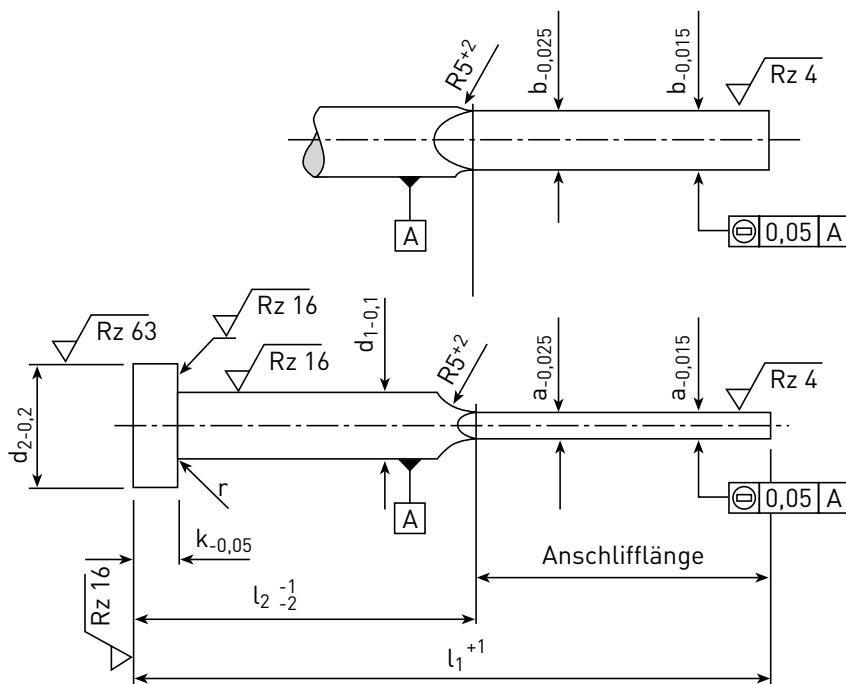 R5+2
b-0,025
b-0,015
Rz 4
A
0,05 A
Rz 63
Rz 16
Rz 16
d1-0,1
R5+2
a-0,025
a-0,015
Rz 4
d2-0,2
r
A
0,05 A
k-0,05
Anschlifflänge
Rz 16
l2 -1 -2
l1 +1